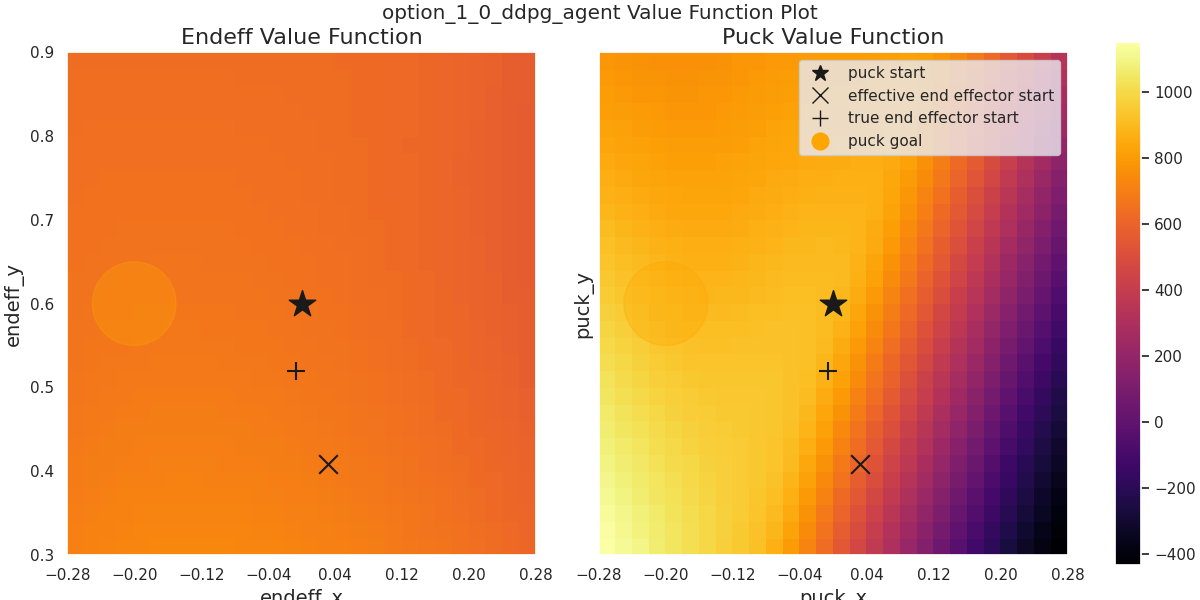 option_1_0_ddpg_agent Value Function Plot
Endeff Value Function
Puck Value Function
puck start
effective end effector start
true end effector start
puck goal
endeff_y
0.9
0.8
0.7
0.6
0.5
0.4
0.3
−0.28 −0.20 −0.12 −0.04 0.04 0.12 0.20 0.28
endeff_x
puck_y
−0.28 −0.20 −0.12 −0.04 0.04 0.12 0.20 0.28
puck_x
1000
800
600
400
200
0
−200
−400